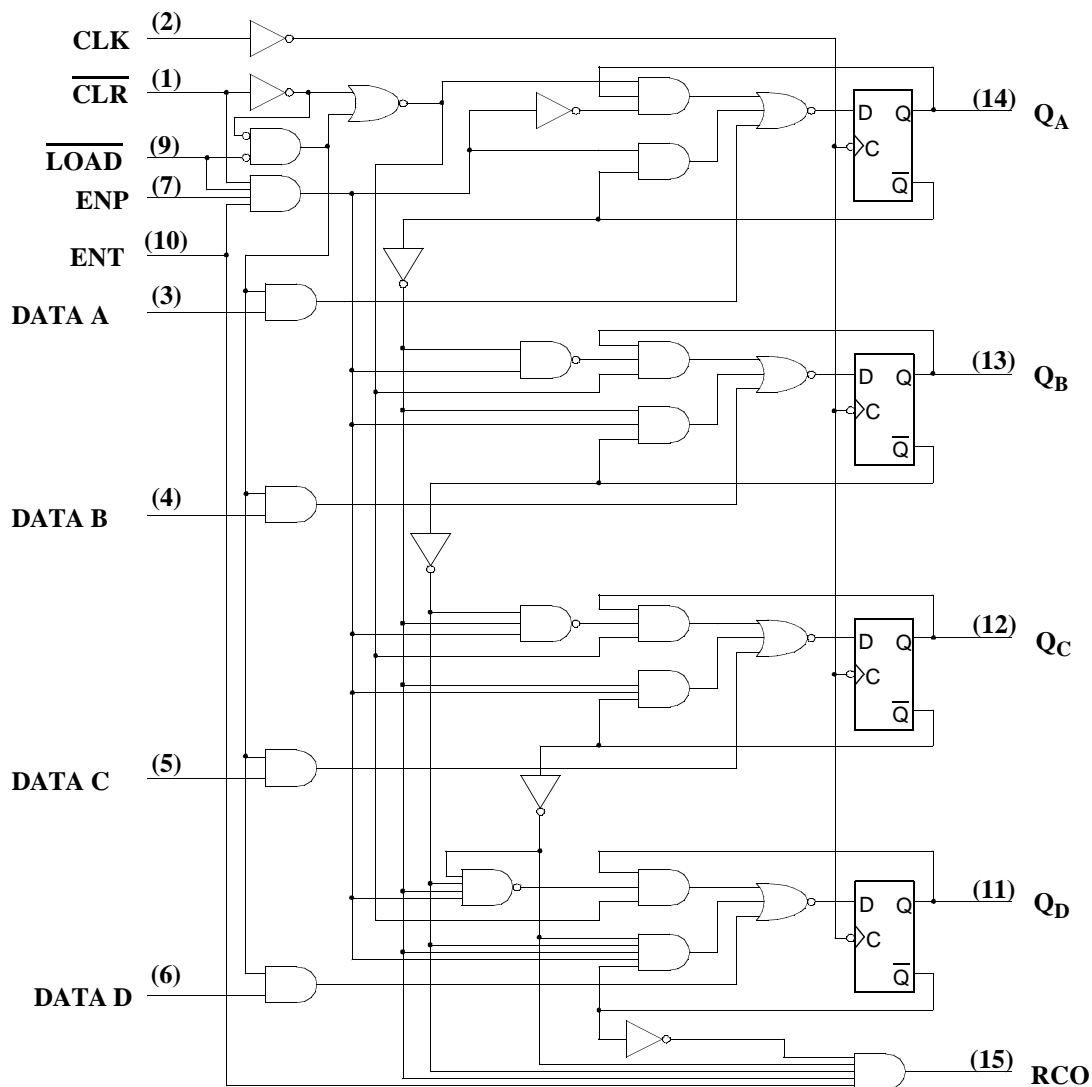 (2)
CLK
(1)
CLR
(9)
LOAD
(7)
ENP
(10)
ENT
(3)
DATA A
D Q
C
Q
(14)
QA
D Q
C
Q
(13)
QB
(4)
DATA B
D Q
C
Q
(12)
QC
(5)
DATA C
D Q
C
Q
(11)
QD
(6)
DATA D
(15)
RCO